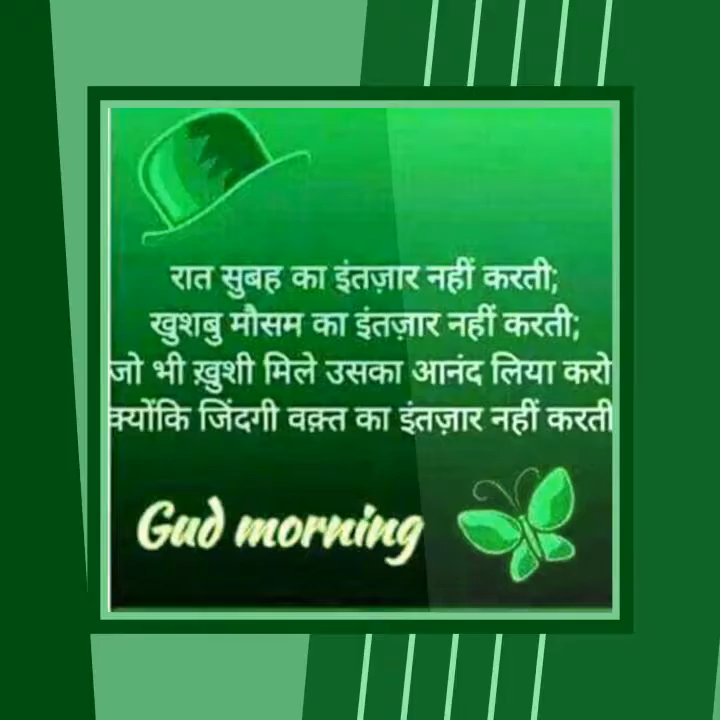 रात सुबह का इंतज़ार नहीं करती;
खुशबु मौसम का इंतज़ार नहीं करती;
जो भी ख़ुशी मिले उसका आनंद लिया करो
क्योंकि जिंदगी वक़्त का इंतज़ार नहीं करती
Gud morning